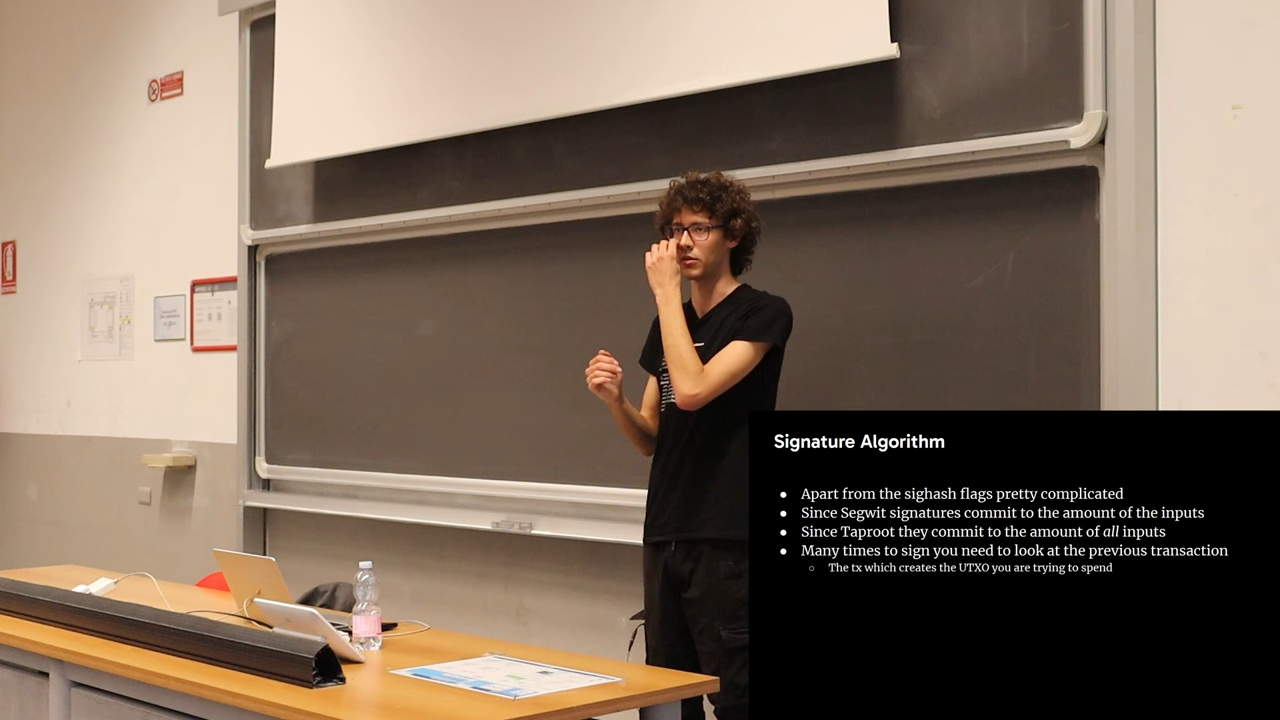 Signature Algorithm
● Apart from the sighash flags pretty complicated
● Since Segwit signatures commit to the amount of the inputs
● Since Taproot they commit to the amount of all inputs
● Many times to sign you need to look at the previous transaction
○ The tx which creates the UTXO you are trying to spend